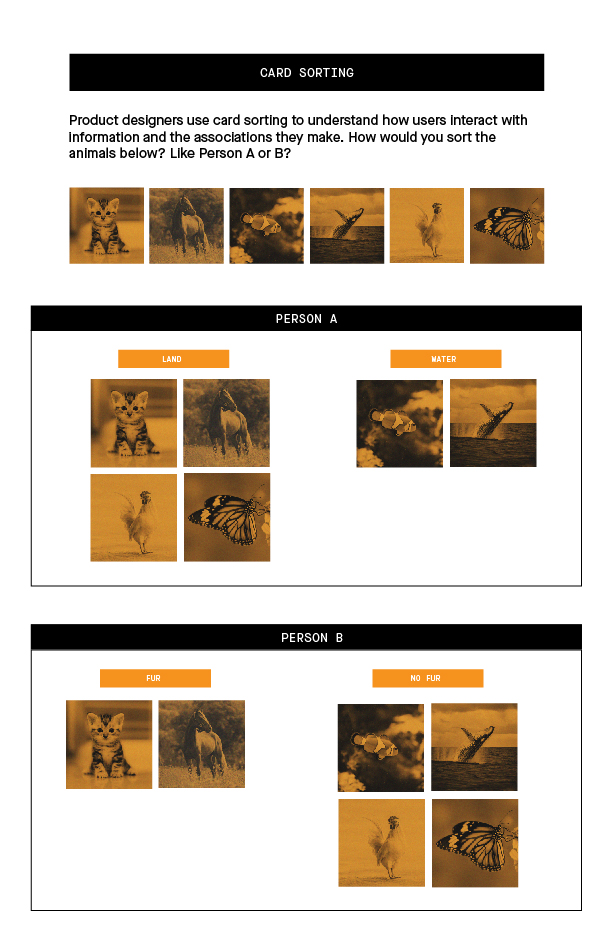 CARD SORTING
Product designers use card sorting to understand how users interact with
information and the associations they make. How would you sort the
animals below? Like Person A or B?
PERSON A
LAND
WATER
PERSON B
FUR
NO FUR